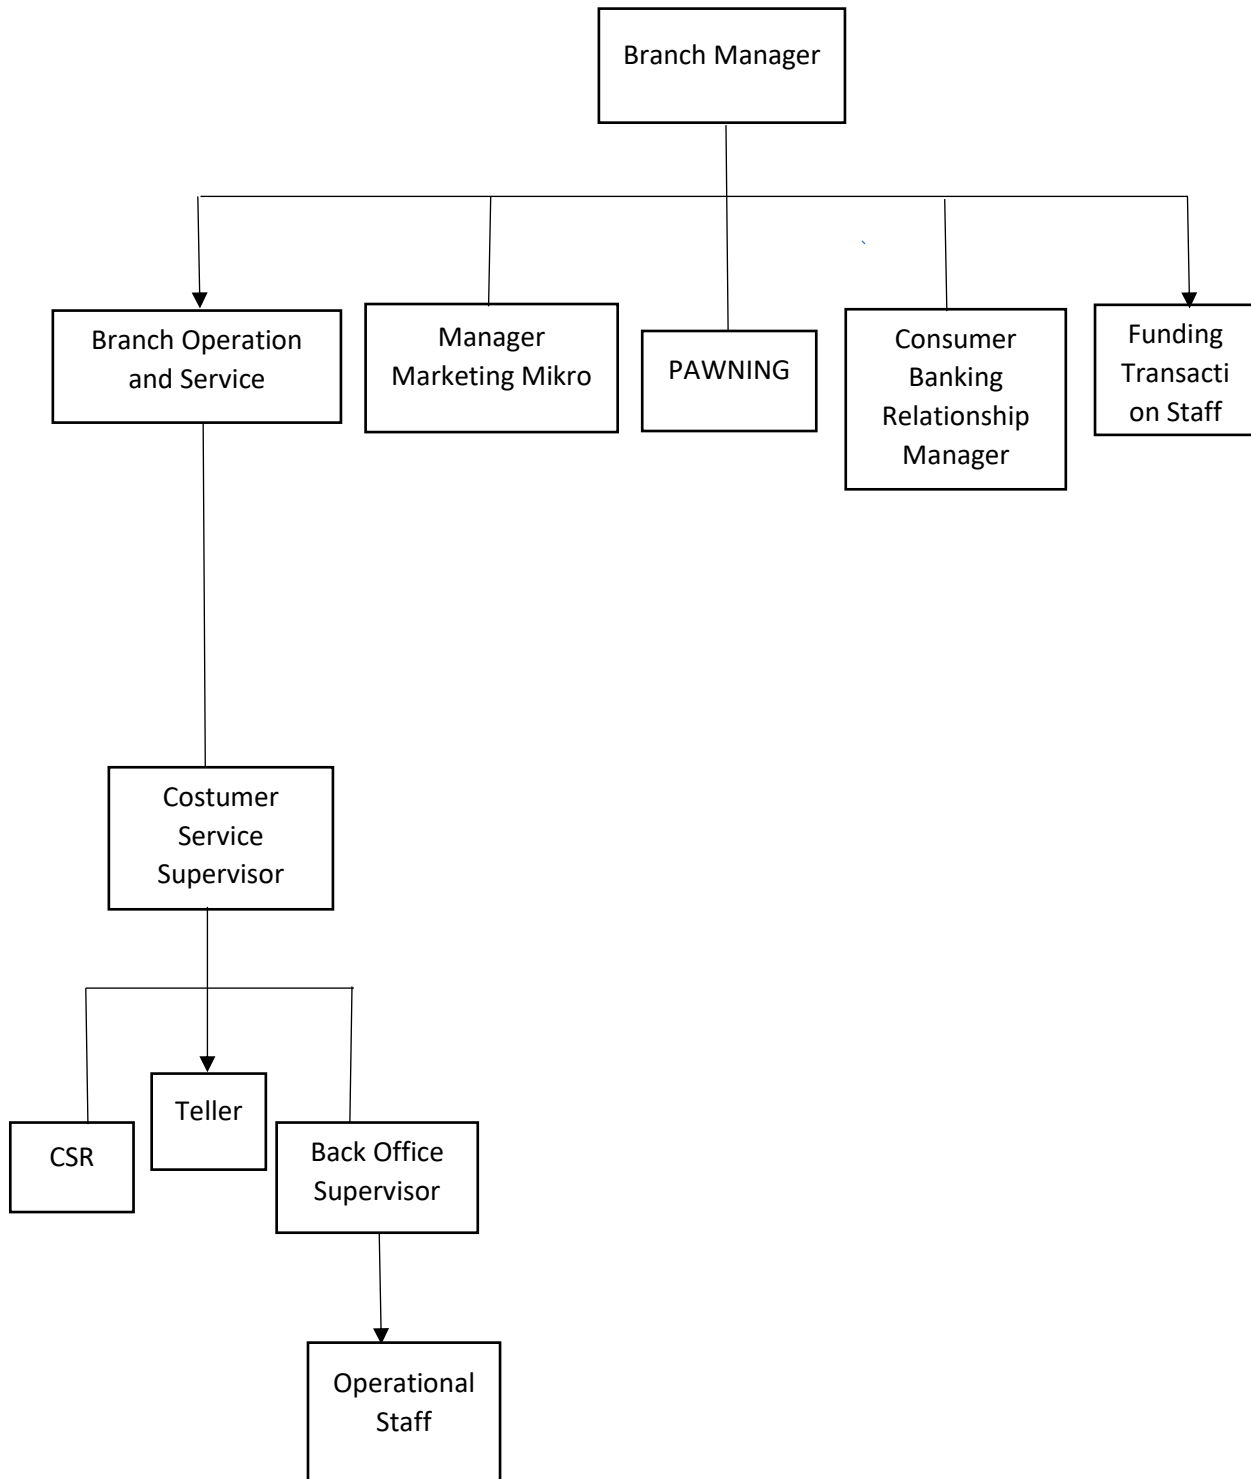 Branch Manager
Branch Operation
and Service
Manager
Marketing Mikro
PAWNING
Consumer
Banking
Relationship
Manager
Funding
Transacti
on Staff
Costumer
Service
Supervisor
CSR
Teller
Back Office
Supervisor
Operational
Staff